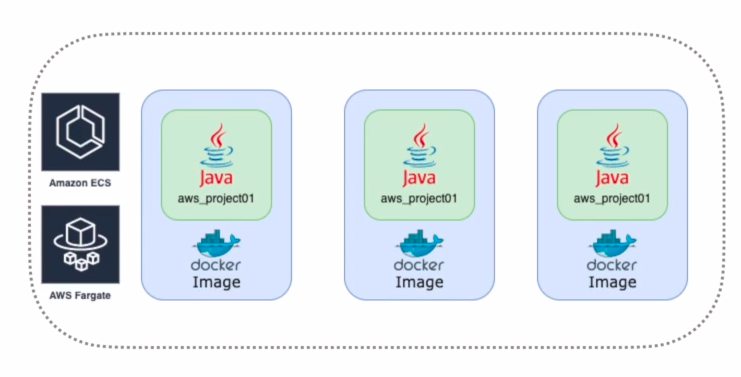 Amazon ECS
AWS Fargate
Java
aws_project01
docker
Image
Java
aws_project01
docker
Image
Java
aws_project01
docker
Image